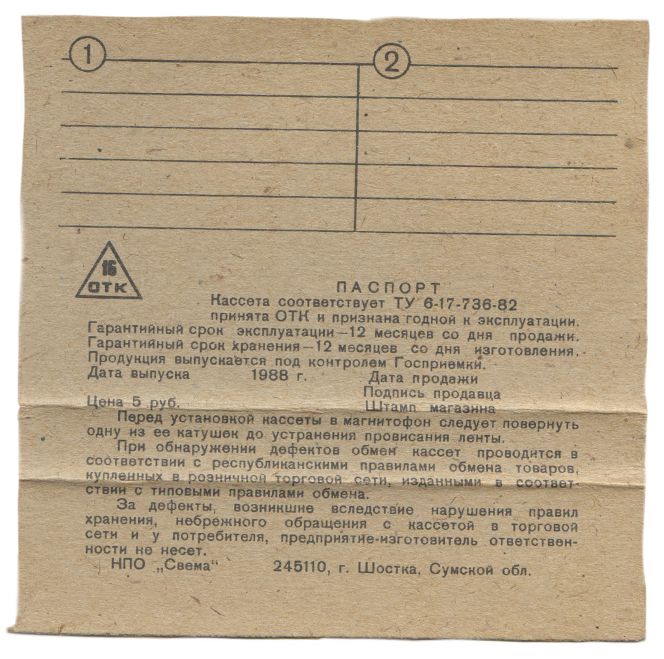 1
2
16
ОТК
ПАСПОРТ
Кассета соответствует ТУ 6-17-736-82
принята ОТК и признана годной к эксплуатации.
Гарантийный срок эксплуатации—12 месяцев со дня продажи.
Гарантийный срок хранения—12 месяцев со дня изготовления.
Продукция выпускается под контролем Госприемки.
Дата выпуска 1988 г. Дата продажи
Подпись продавца
Цена 5 руб. Штамп магазина
Перед установкой кассеты в магнитофон следует повернуть
одну из ее катушек до устранения провисания ленты.
При обнаружении дефектов обмен кассет проводится в
соответствии с республиканскими правилами обмена товаров,
купленных в розничной торговой сети, изданными в соответ-
ствии с типовыми правилами обмена.
За дефекты, возникшие вследствие нарушения правил
хранения, небрежного обращения с кассетой в торговой
сети и у потребителя, предприятие-изготовитель ответствен-
ности не несет.
НПО „Свема" 245110, г. Шостка, Сумской обл.